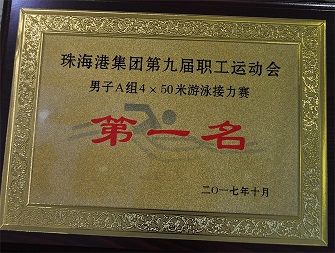 珠海港集团第九届职工运动会
男子A组4×50米游泳接力赛
第一名
二〇一七年十月